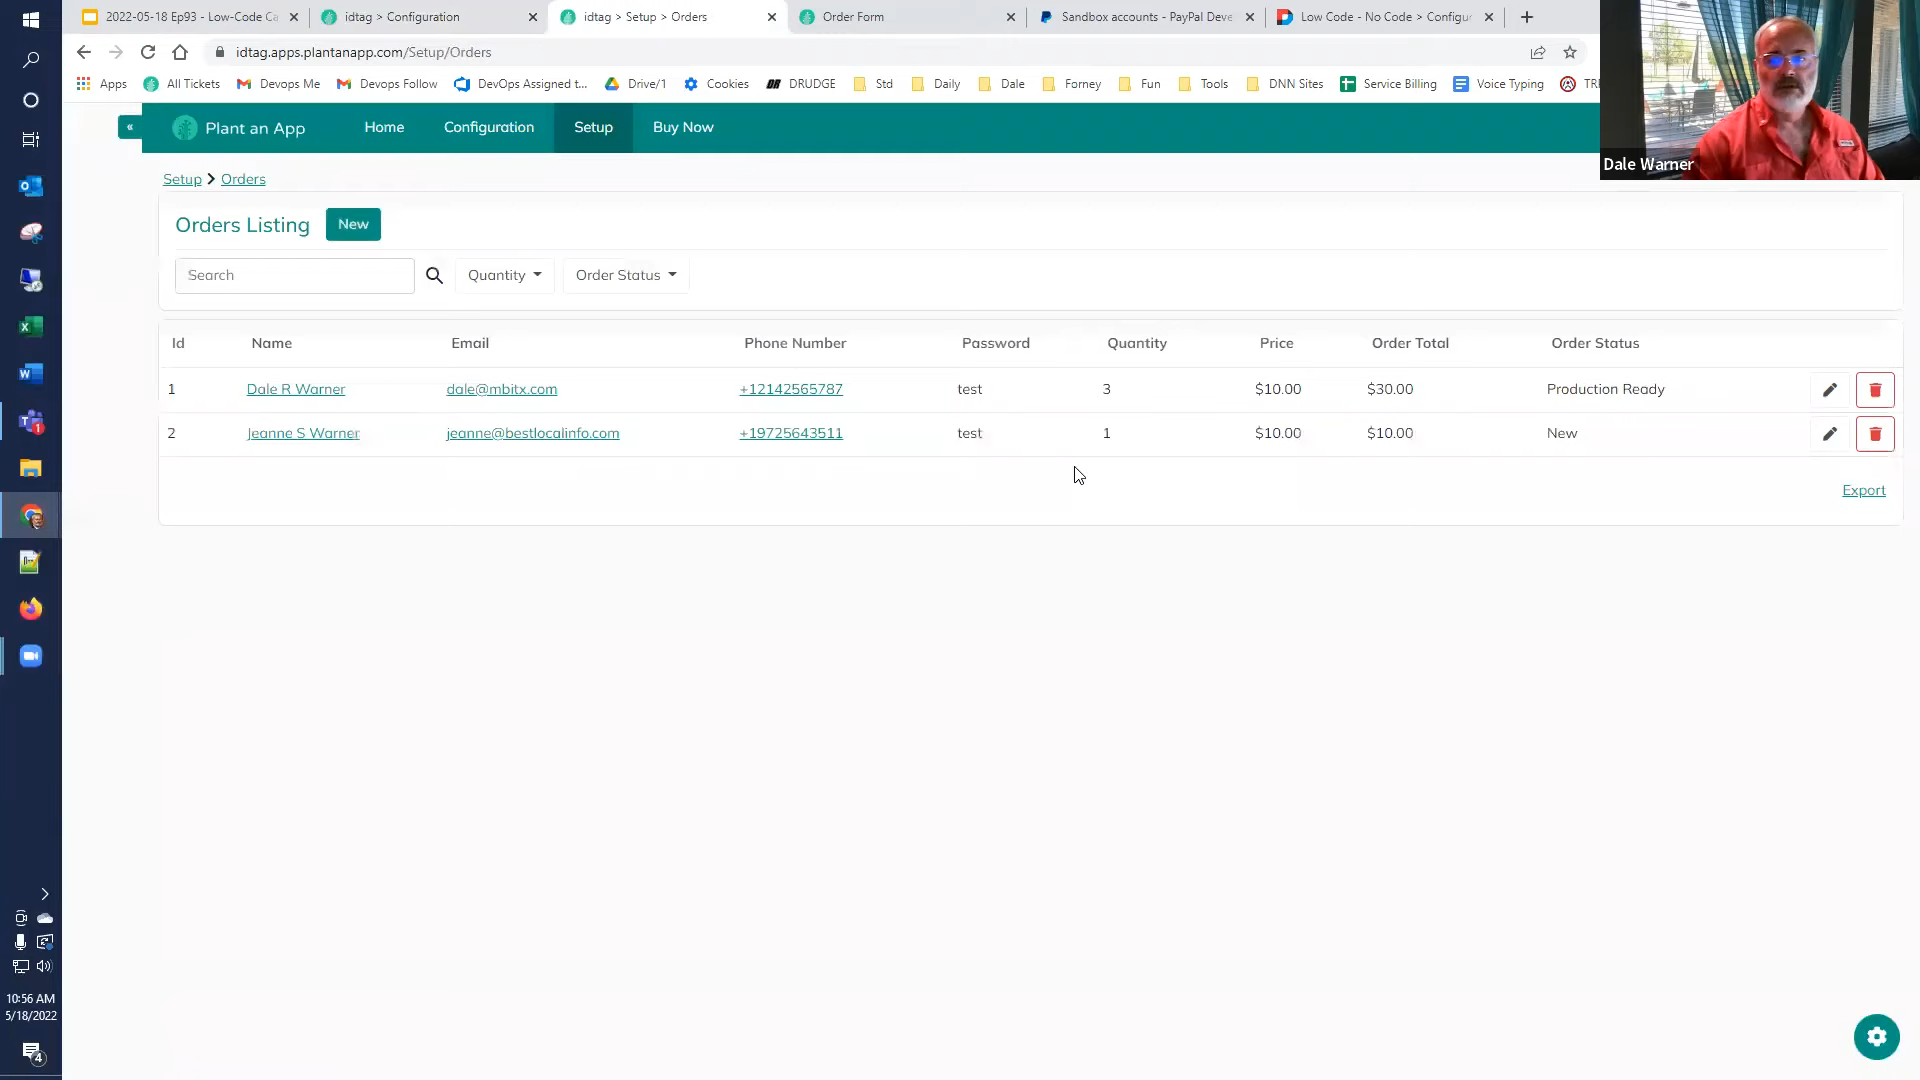 2022-05-18 Ep93 - Low-Code Ca
idtag > Configuration
idtag > Setup > Orders
Order Form
Sandbox accounts - PayPal Deve
Low Code - No Code > Configur
idtag.apps.plantanapp.com/Setup/Orders
Apps
All Tickets
Devops Me
Devops Follow
DevOps Assigned t...
Drive/1
Cookies
DR DRUDGE
Std
Daily
Dale
Forney
Fun
Tools
DNN Sites
Service Billing
Voice Typing
Plant an App
Home
Configuration
Setup
Buy Now
Dale Warner
Setup > Orders
Orders Listing
New
Search
Quantity
Order Status
Id Name Email Phone Number Password Quantity Price Order Total Order Status
1 Dale R Warner dale@mbitx.com +12142565787 test 3 $10.00 $30.00 Production Ready
2 Jeanne S Warner jeanne@bestlocalinfo.com +19725643511 test 1 $10.00 $10.00 New
Export
10:56 AM
5/18/2022
4